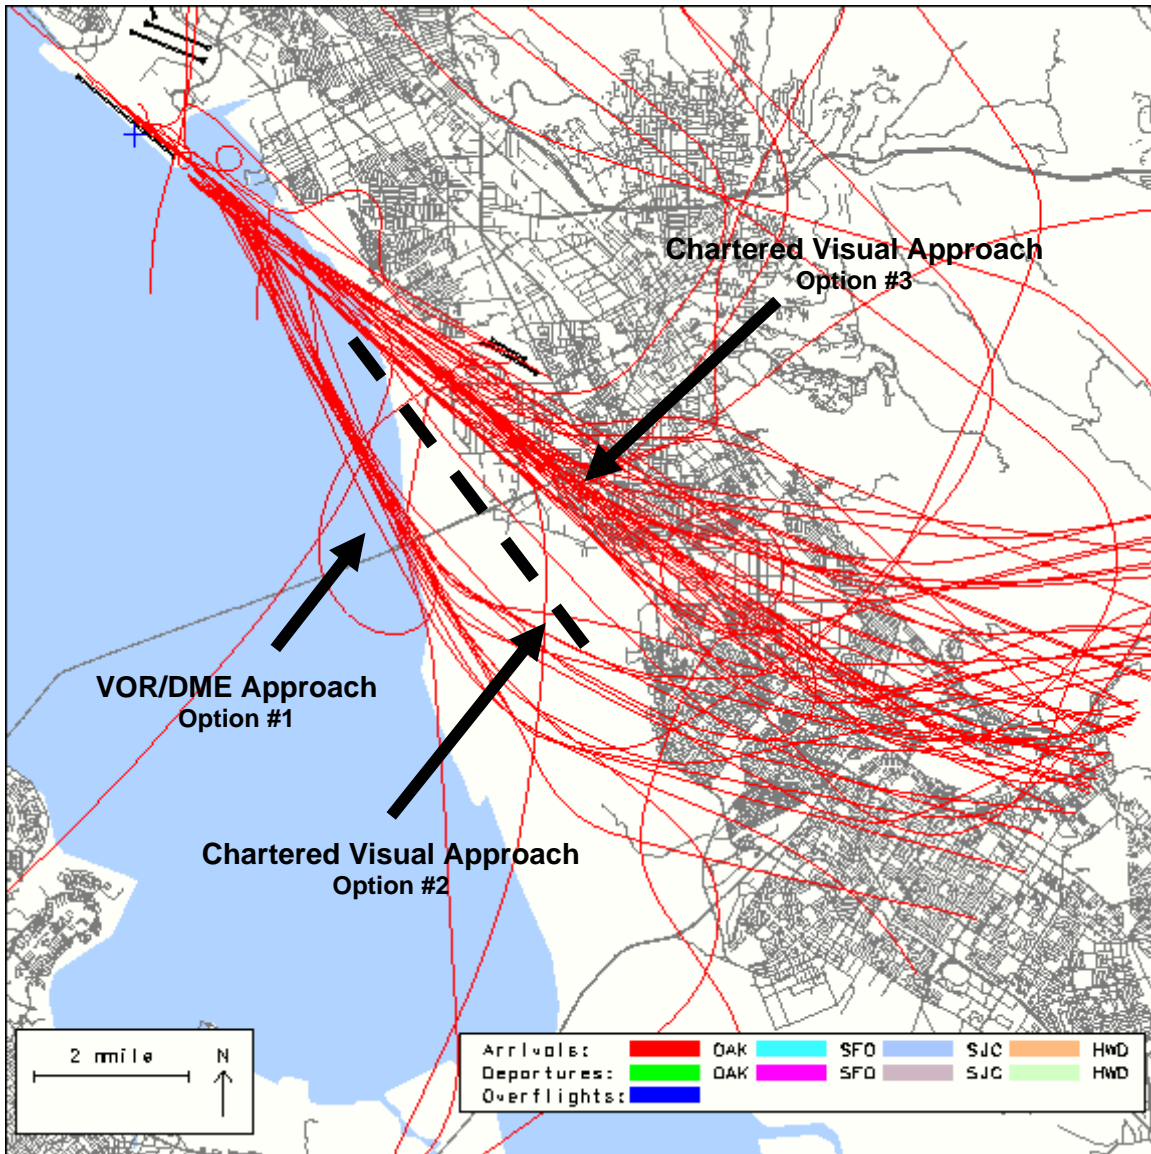 Chartered Visual Approach
Option #3
VOR/DME Approach
Option #1
Chartered Visual Approach
Option #2
2 nmile N
Arrivals: OAK SFO SJC HWD
Departures: OAK SFO SJC HWD
Overflights: